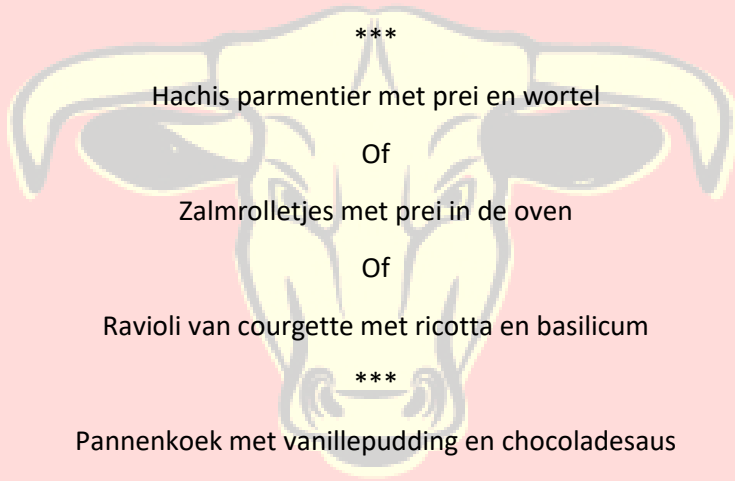 ***
Hachis parmentier met prei en wortel
Of
Zalmrolletjes met prei in de oven
Of
Ravioli van courgette met ricotta en basilicum
***
Pannenkoek met vanillepudding en chocoladesaus